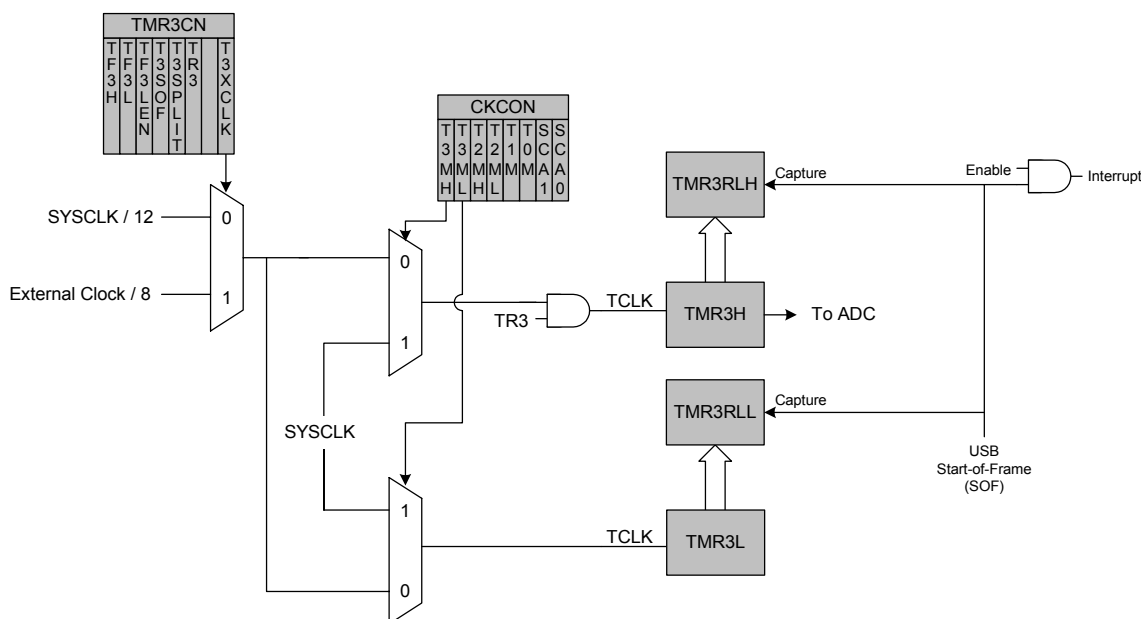 TMR3CN
TF3H
TF3L
TF3LEN
T3SOF
T3SPLIT
TR3
T3XCLK
CKCON
T3MH
T3ML
T2MH
T2ML
T1M
T0M
SCA1
SCA0
SYSCLK / 12
0
External Clock / 8
1
0
1
TR3
TCLK
TMR3RLH
Capture
Enable
Interrupt
TMR3H
To ADC
SYSCLK
TMR3RLL
Capture
USB
Start-of-Frame
(SOF)
1
0
TCLK
TMR3L